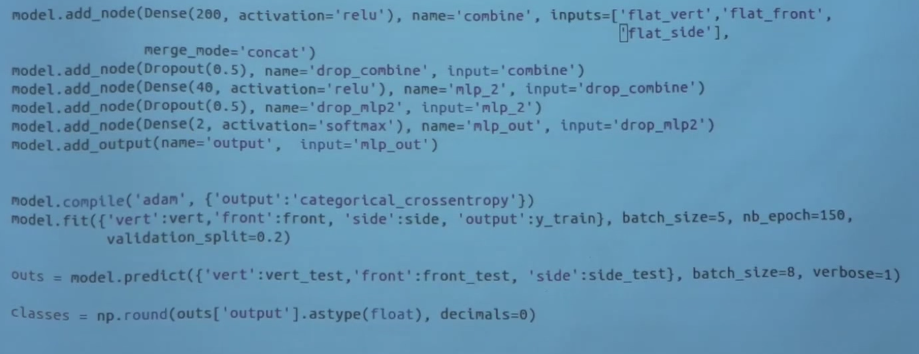 model.add_node(Dense(200, activation='relu'), name='combine', inputs=['flat_vert','flat_front',
'flat_side'],
merge_mode='concat')
model.add_node(Dropout(0.5), name='drop_combine', input='combine')
model.add_node(Dense(40, activation='relu'), name='mlp_2', input='drop_combine')
model.add_node(Dropout(0.5), name='drop_mlp2', input='mlp_2')
model.add_node(Dense(2, activation='softmax'), name='mlp_out', input='drop_mlp2')
model.add_output(name='output', input='mlp_out')
model.compile('adam', {'output':'categorical_crossentropy'})
model.fit({'vert':vert,'front':front, 'side':side, 'output':y_train}, batch_size=5, nb_epoch=150,
validation_split=0.2)
outs = model.predict({'vert':vert_test,'front':front_test, 'side':side_test}, batch_size=8, verbose=1)
classes = np.round(outs['output'].astype(float), decimals=0)